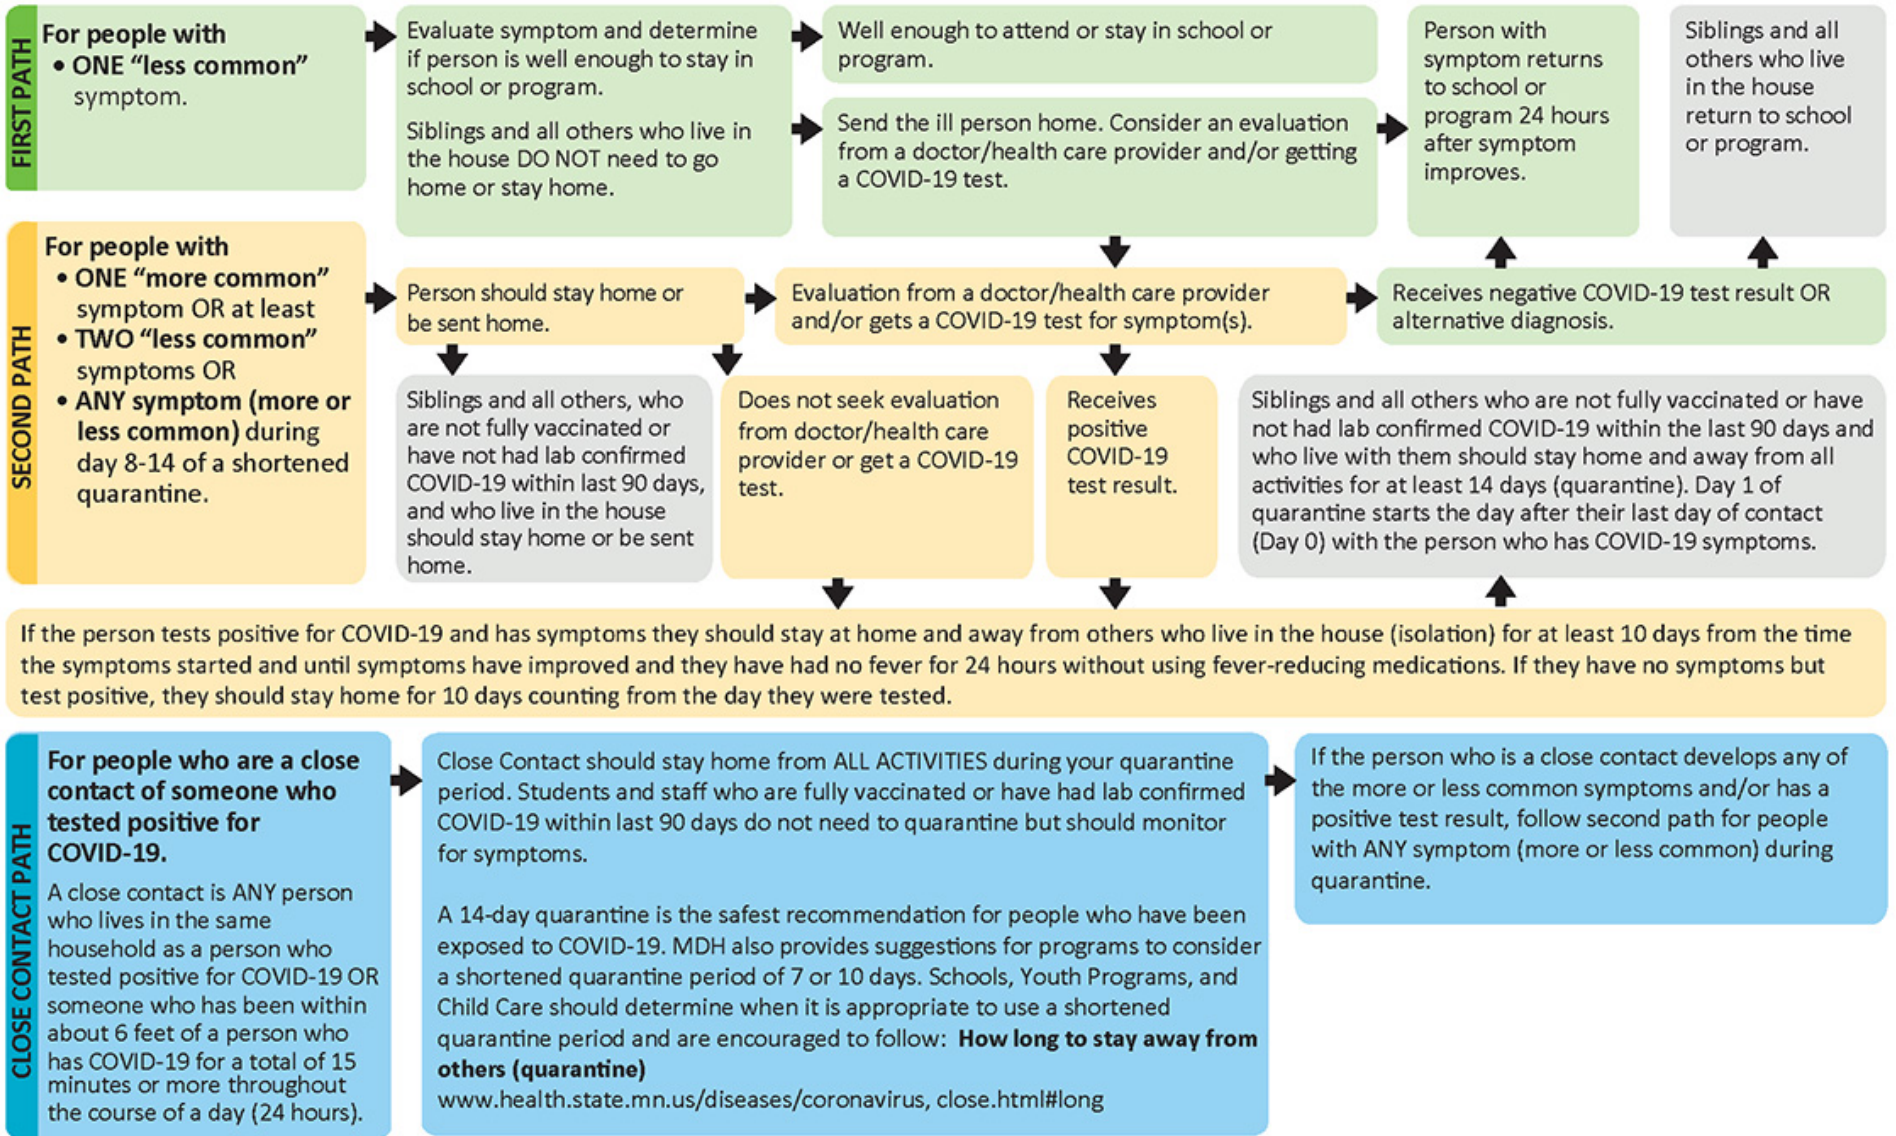 FIRST PATH
For people with
• ONE “less common”
symptom.
Evaluate symptom and determine
if person is well enough to stay in
school or program.
Siblings and all others who live in
the house DO NOT need to go
home or stay home.
Well enough to attend or stay in school or
program.
Send the ill person home. Consider an evaluation
from a doctor/health care provider and/or getting
a COVID-19 test.
Person with
symptom returns
to school or
program 24 hours
after symptom
improves.
Siblings and all
others who live
in the house
return to school
or program.
SECOND PATH
For people with
• ONE “more common”
symptom OR at least
• TWO “less common”
symptoms OR
• ANY symptom (more or
less common) during
day 8-14 of a shortened
quarantine.
Person should stay home or
be sent home.
Evaluation from a doctor/health care provider
and/or gets a COVID-19 test for symptom(s).
Receives negative COVID-19 test result OR
alternative diagnosis.
Siblings and all others, who
are not fully vaccinated or
have not had lab confirmed
COVID-19 within last 90 days,
and who live in the house
should stay home or be sent
home.
Does not seek evaluation
from doctor/health care
provider or get a COVID-19
test.
Receives
positive
COVID-19
test result.
Siblings and all others who are not fully vaccinated or have
not had lab confirmed COVID-19 within the last 90 days and
who live with them should stay home and away from all
activities for at least 14 days (quarantine). Day 1 of
quarantine starts the day after their last day of contact
(Day 0) with the person who has COVID-19 symptoms.
If the person tests positive for COVID-19 and has symptoms they should stay at home and away from others who live in the house (isolation) for at least 10 days from the time
the symptoms started and until symptoms have improved and they have had no fever for 24 hours without using fever-reducing medications. If they have no symptoms but
test positive, they should stay home for 10 days counting from the day they were tested.
CLOSE CONTACT PATH
For people who are a close
contact of someone who
tested positive for
COVID-19.
A close contact is ANY person
who lives in the same
household as a person who
tested positive for COVID-19 OR
someone who has been within
about 6 feet of a person who
has COVID-19 for a total of 15
minutes or more throughout
the course of a day (24 hours).
Close Contact should stay home from ALL ACTIVITIES during your quarantine
period. Students and staff who are fully vaccinated or have had lab confirmed
COVID-19 within last 90 days do not need to quarantine but should monitor
for symptoms.
A 14-day quarantine is the safest recommendation for people who have been
exposed to COVID-19. MDH also provides suggestions for programs to consider
a shortened quarantine period of 7 or 10 days. Schools, Youth Programs, and
Child Care should determine when it is appropriate to use a shortened
quarantine period and are encouraged to follow: How long to stay away from
others (quarantine)
www.health.state.mn.us/diseases/coronavirus, close.html#long
If the person who is a close contact develops any of
the more or less common symptoms and/or has a
positive test result, follow second path for people
with ANY symptom (more or less common) during
quarantine.